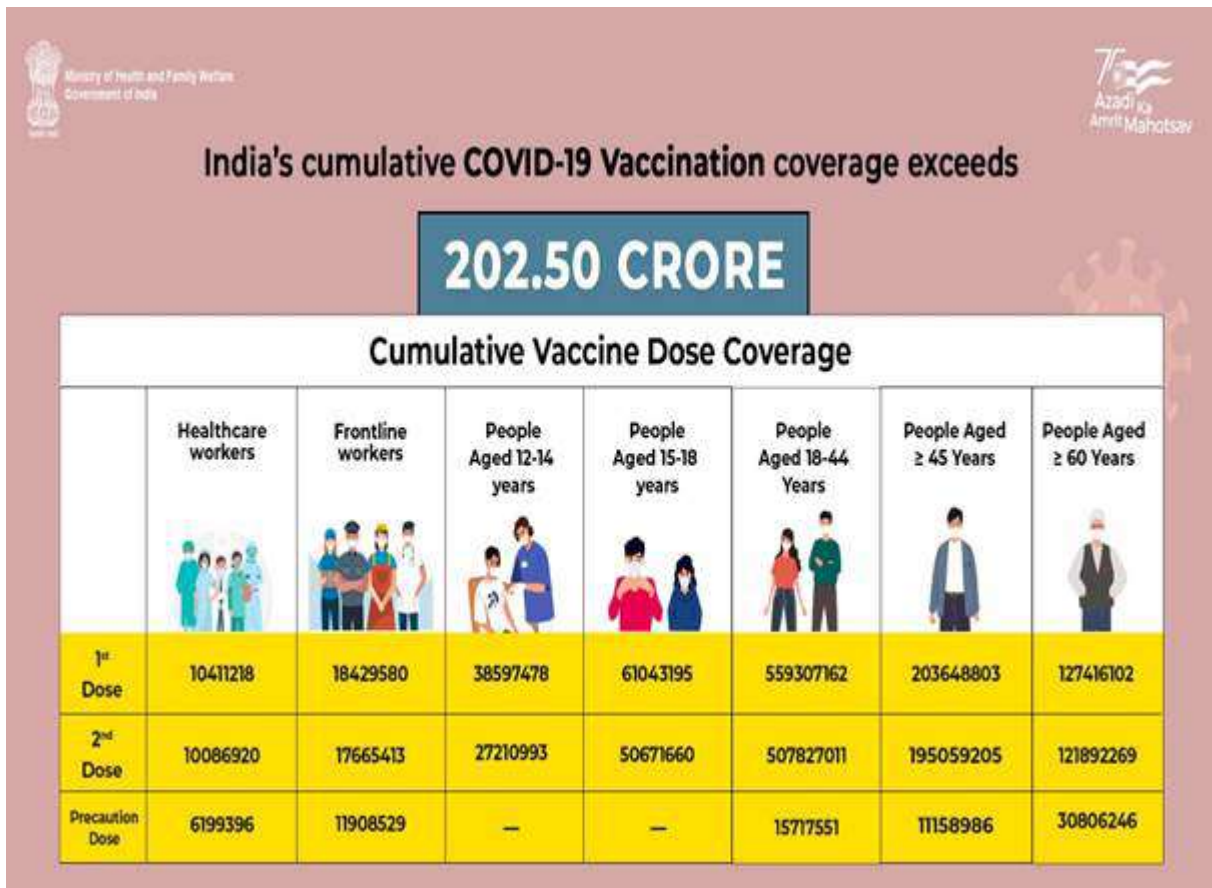 Ministry of Health and Family Welfare
Government of India
75
Azadi Ka
Amrit Mahotsav
India's cumulative COVID-19 Vaccination coverage exceeds
202.50 CRORE
Cumulative Vaccine Dose Coverage
Healthcare workers
Frontline workers
People Aged 12-14 years
People Aged 15-18 years
People Aged 18-44 Years
People Aged ≥ 45 Years
People Aged ≥ 60 Years
1st Dose 10411218 18429580 38597478 61043195 559307162 203648803 127416102
2nd Dose 10086920 17665413 27210993 50671660 507827011 195059205 121892269
Precaution Dose 6199396 11908529 — — 15717551 11158986 30806246